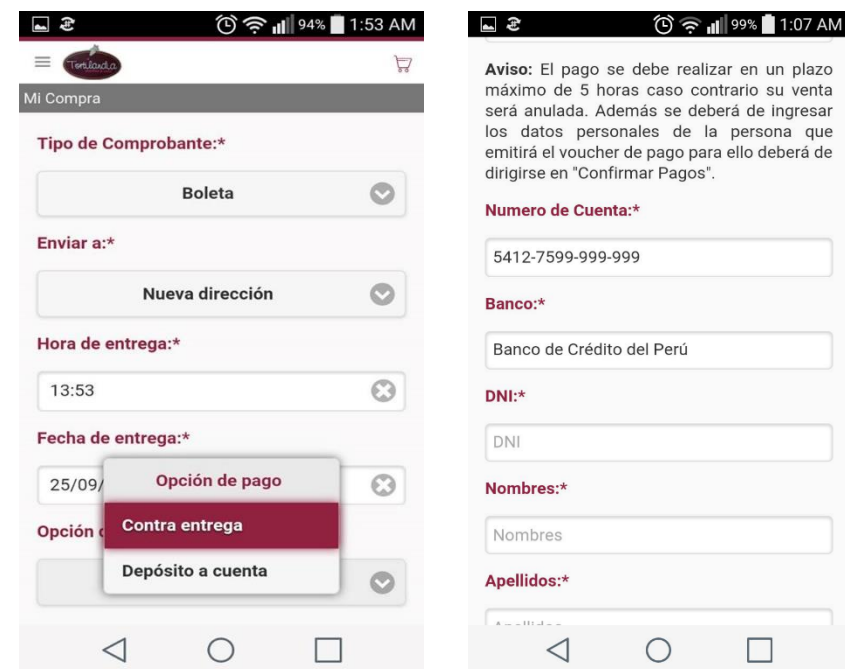 94% 1:53 AM
Tortilandia
Mi Compra
Tipo de Comprobante:*
Boleta
Enviar a:*
Nueva dirección
Hora de entrega:*
13:53
Fecha de entrega:*
25/09/
Opción de pago
Contra entrega
Opción
Depósito a cuenta
99% 1:07 AM
Aviso: El pago se debe realizar en un plazo
máximo de 5 horas caso contrario su venta
será anulada. Además se deberá de ingresar
los datos personales de la persona que
emitirá el voucher de pago para ello deberá de
dirigirse en "Confirmar Pagos".
Numero de Cuenta:*
5412-7599-999-999
Banco:*
Banco de Crédito del Perú
DNI:*
DNI
Nombres:*
Nombres
Apellidos:*